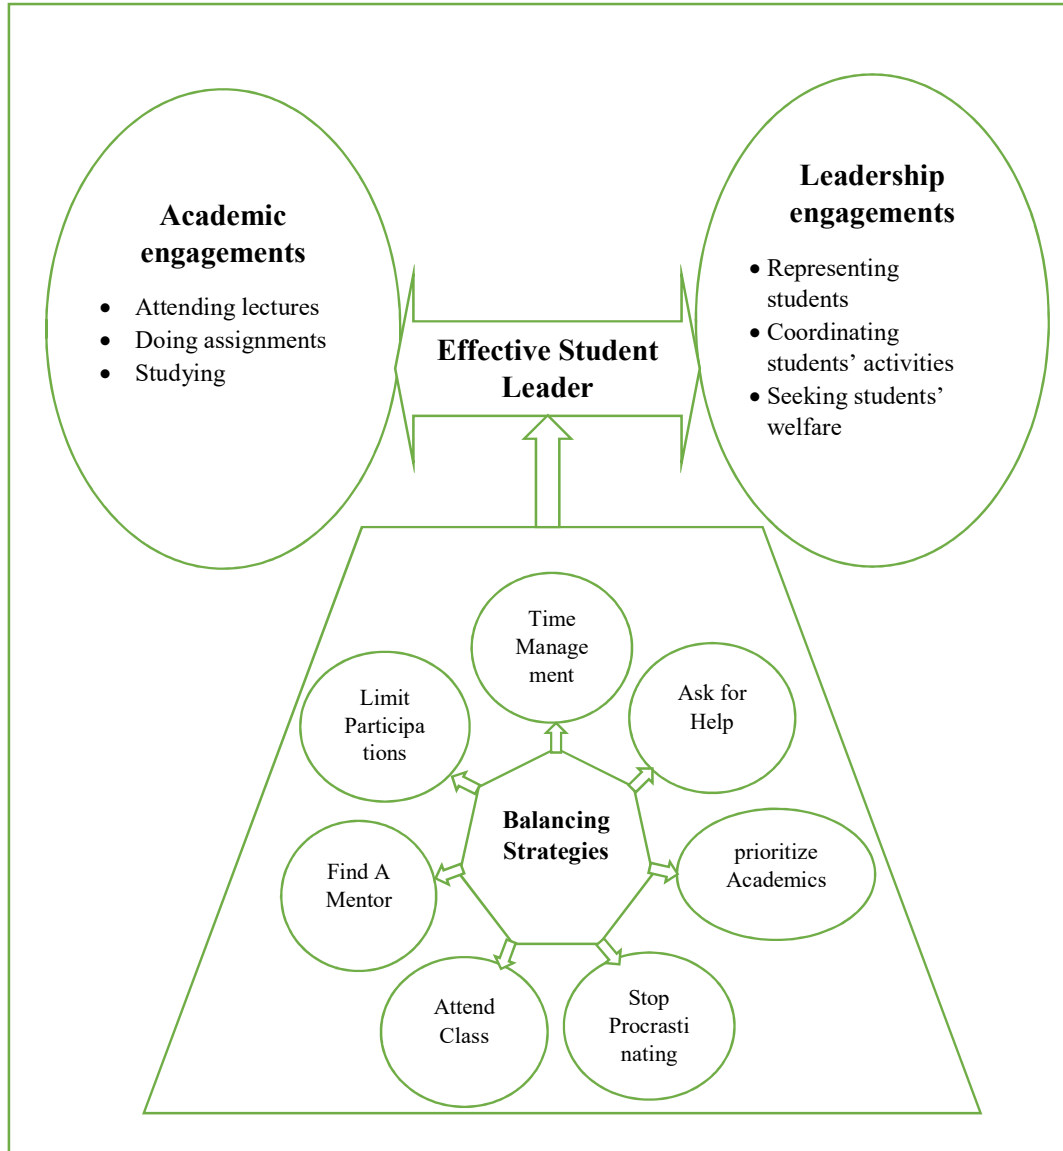 Academic
engagements
• Attending lectures
• Doing assignments
• Studying
Leadership
engagements
• Representing
students
• Coordinating
students’ activities
• Seeking students’
welfare
Effective Student
Leader
Time
Manage
ment
Ask for
Help
Limit
Participa
tions
Balancing
Strategies
prioritize
Academics
Find A
Mentor
Attend
Class
Stop
Procrasti
nating